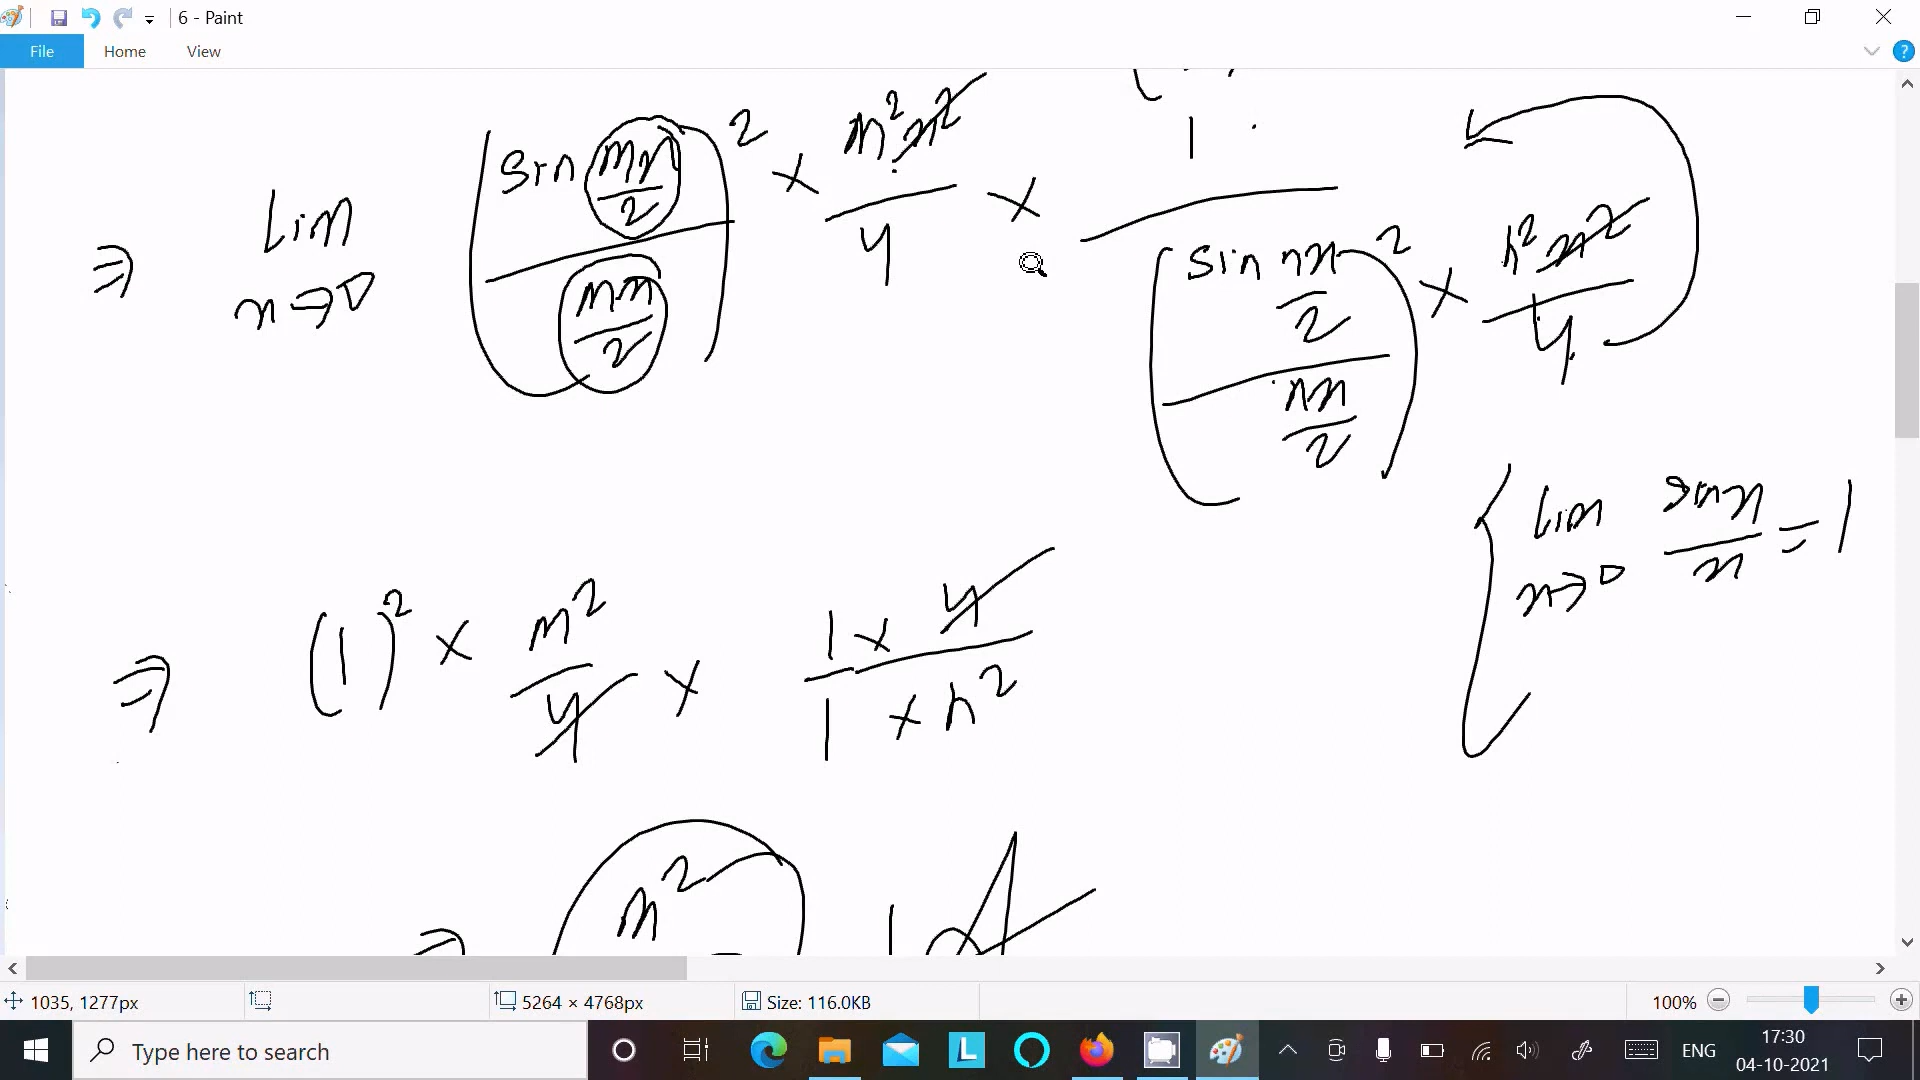 6 - Paint
File Home View
⇒ lim x→0 (sin mx/2 / mx/2)² × m²x²/4 × 1 / (sin nx/2 / nx/2)² × n²x²/4
{ lim x→0 sin x / x = 1
⇒ (1)² × m²/4 × 1 × 4 / 1 × n²
⇒ m²
1035, 1277px 5264 × 4768px Size: 116.0KB 100%
Type here to search ENG 17:30
04-10-2021